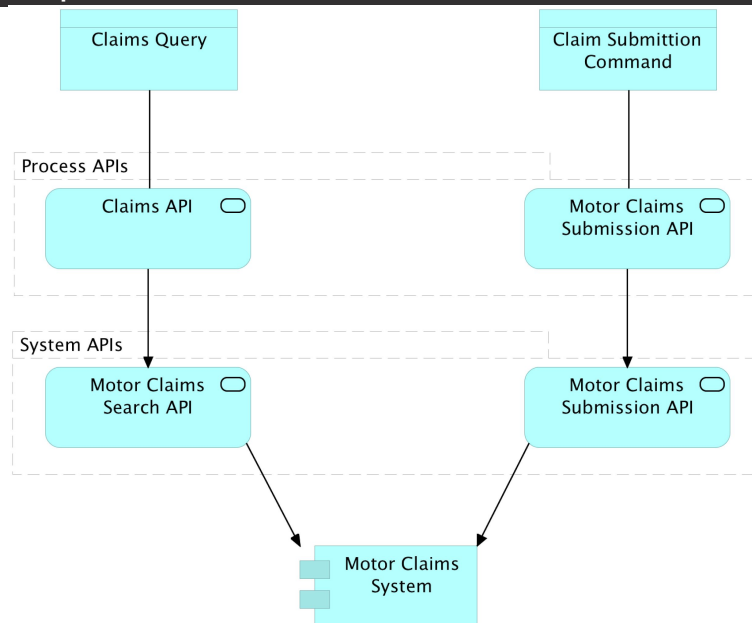 Claims Query
Claim Submittion
Command
Process APIs
Claims API
Motor Claims
Submission API
System APIs
Motor Claims
Search API
Motor Claims
Submission API
Motor Claims
System